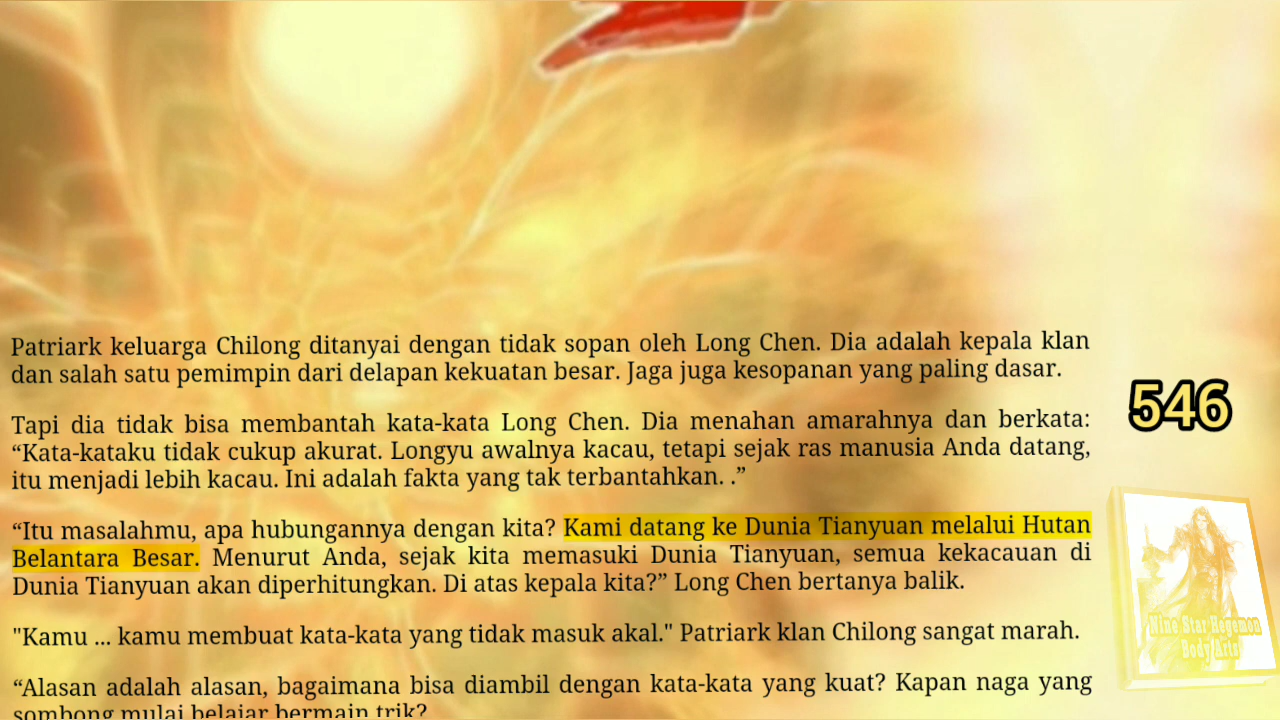 Patriark keluarga Chilong ditanyai dengan tidak sopan oleh Long Chen. Dia adalah kepala klan
dan salah satu pemimpin dari delapan kekuatan besar. Jaga juga kesopanan yang paling dasar.
Tapi dia tidak bisa membantah kata-kata Long Chen. Dia menahan amarahnya dan berkata:
“Kata-kataku tidak cukup akurat. Longyu awalnya kacau, tetapi sejak ras manusia Anda datang,
itu menjadi lebih kacau. Ini adalah fakta yang tak terbantahkan. .”
“Itu masalahmu, apa hubungannya dengan kita? Kami datang ke Dunia Tianyuan melalui Hutan
Belantara Besar. Menurut Anda, sejak kita memasuki Dunia Tianyuan, semua kekacauan di
Dunia Tianyuan akan diperhitungkan. Di atas kepala kita?” Long Chen bertanya balik.
"Kamu ... kamu membuat kata-kata yang tidak masuk akal." Patriark klan Chilong sangat marah.
“Alasan adalah alasan, bagaimana bisa diambil dengan kata-kata yang kuat? Kapan naga yang
sombong mulai belajar bermain trik?
546
Nine Star Hegemon
Body Arts